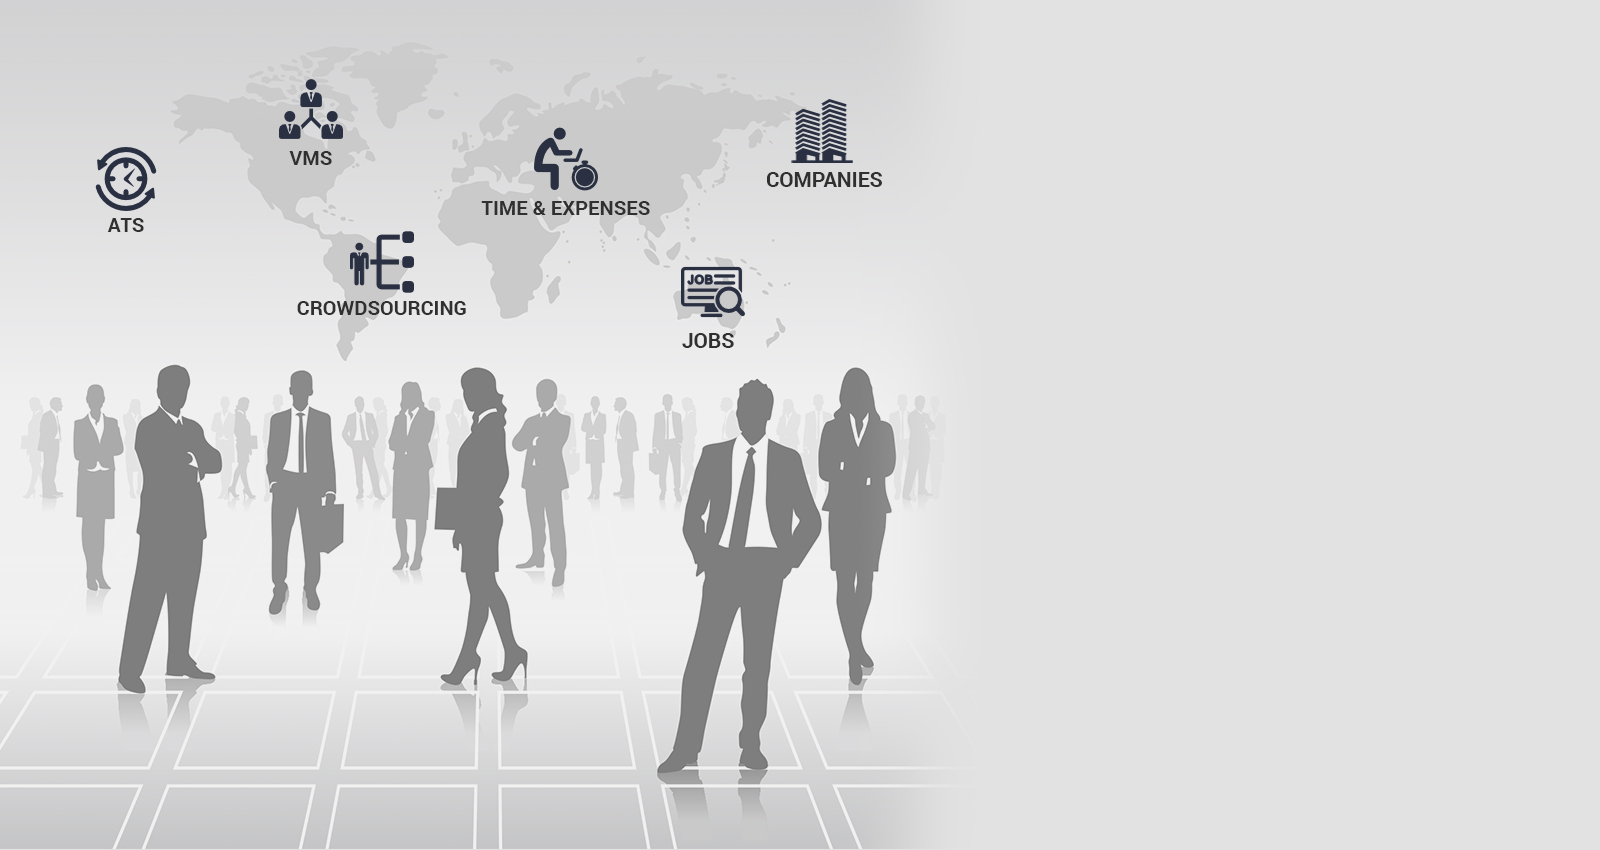 VMS
ATS
TIME & EXPENSES
COMPANIES
CROWDSOURCING
JOB
JOBS